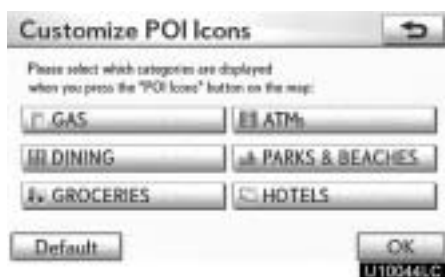 Customize POI Icons
Please select which categories are displayed
when you press the "POI Icons" button on the map:
GAS
ATMs
DINING
PARKS & BEACHES
GROCERIES
HOTELS
Default
OK
U10044LC